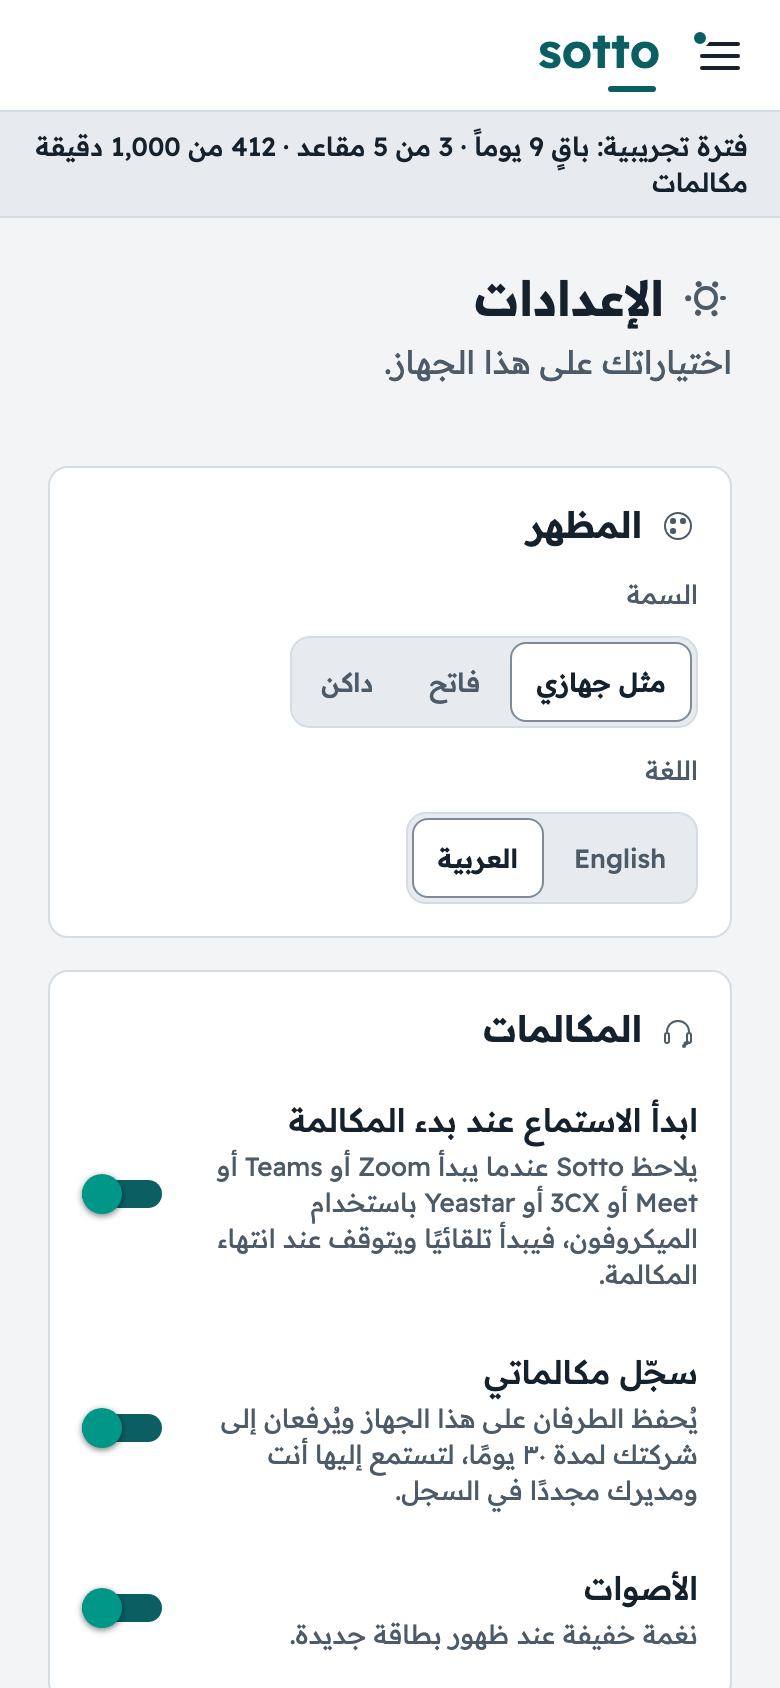 sotto
فترة تجريبية: باقٍ 9 يوماً · 3 من 5 مقاعد · 412 من 1,000 دقيقة
مكالمات
الإعدادات
اختياراتك على هذا الجهاز.
المظهر
السمة
مثل جهازي فاتح داكن
اللغة
English العربية
المكالمات
ابدأ الاستماع عند بدء المكالمة
يلاحظ Sotto عندما يبدأ Zoom أو Teams أو
Meet أو 3CX أو Yeastar باستخدام
الميكروفون، فيبدأ تلقائيًا ويتوقف عند انتهاء
المكالمة.
سجّل مكالماتي
يُحفظ الطرفان على هذا الجهاز ويُرفعان إلى
شركتك لمدة ٣٠ يومًا، لتستمع إليها أنت
ومديرك مجددًا في السجل.
الأصوات
نغمة خفيفة عند ظهور بطاقة جديدة.